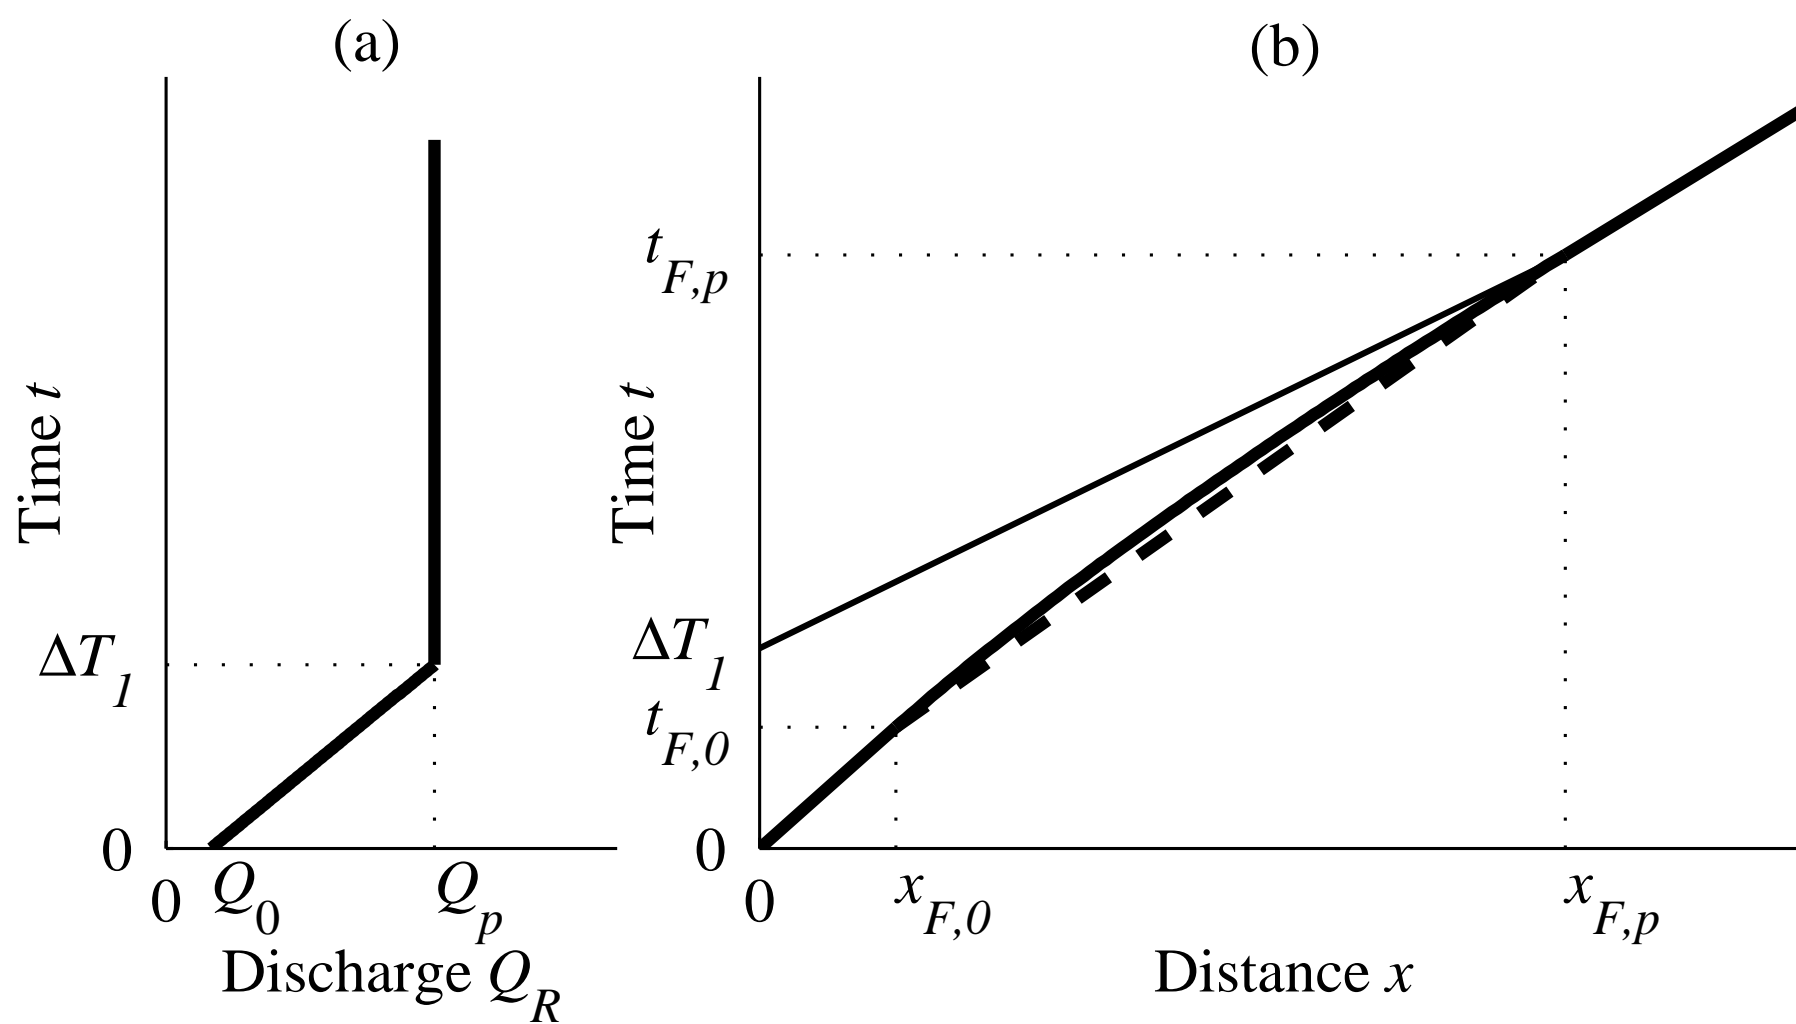 (a)
Time t
ΔT1
0
0
Q0
Qp
Discharge QR
(b)
Time t
tF,p
ΔT1
tF,0
0
0
xF,0
xF,p
Distance x